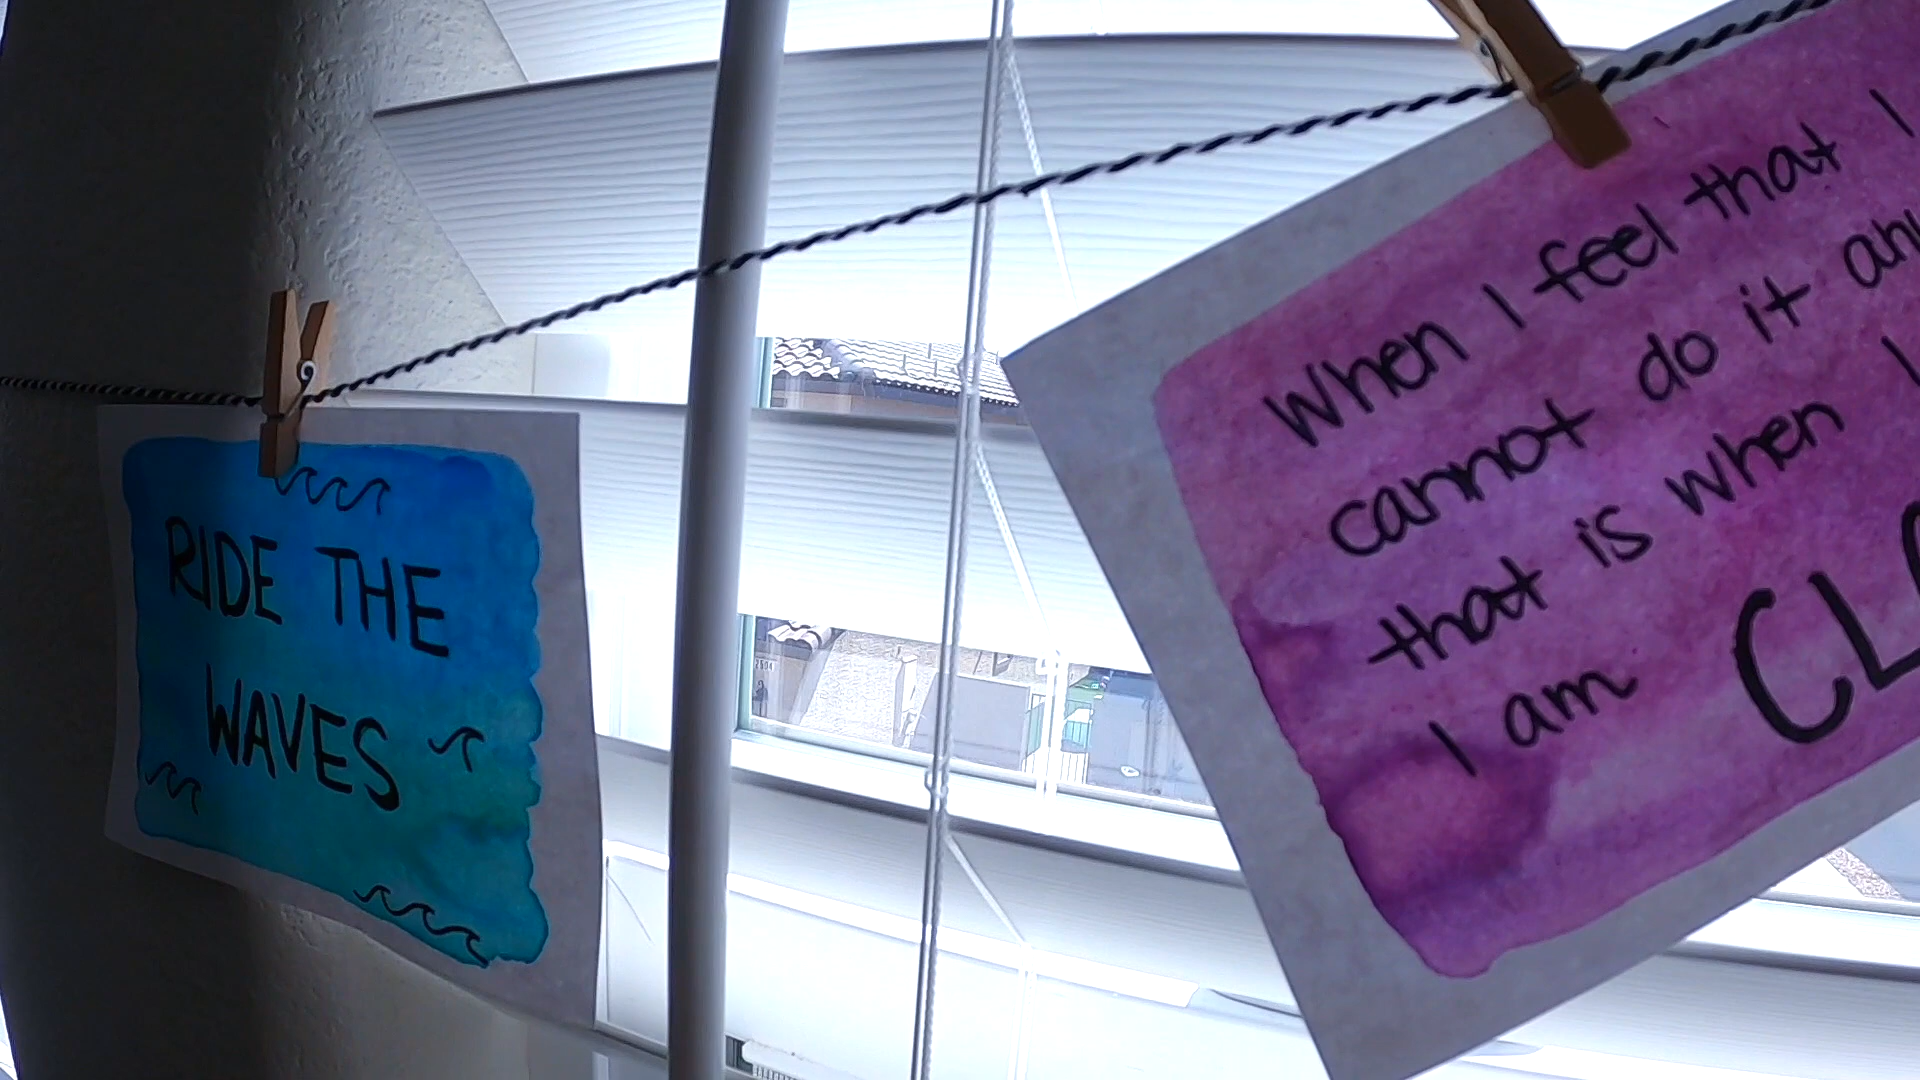 RIDE THE
WAVES
When I feel that I
cannot do it
that is when I
I am